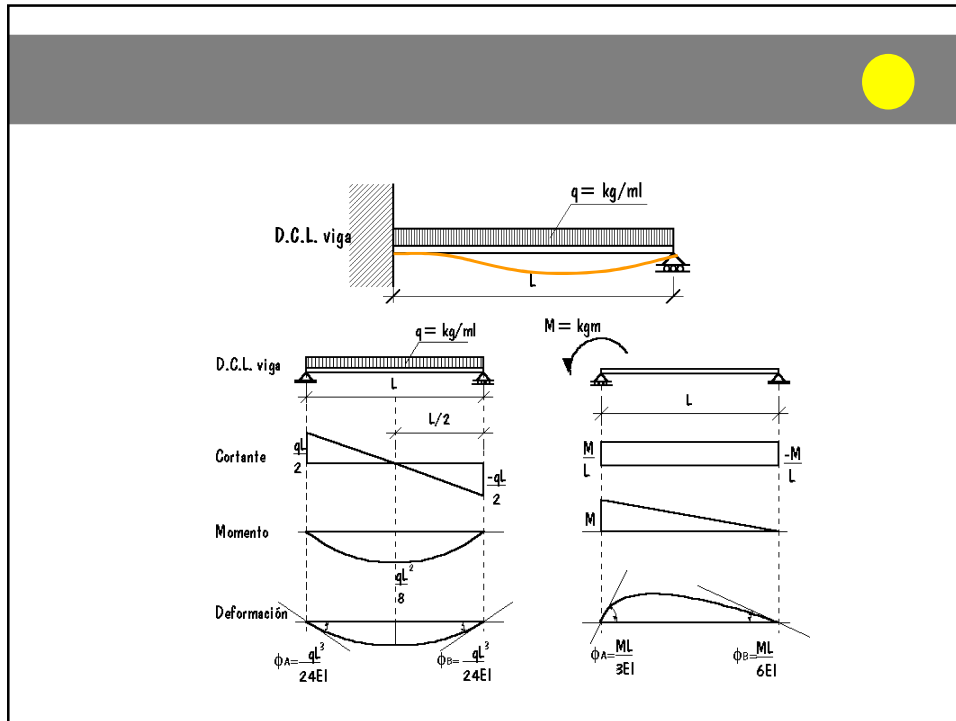 q= kg/ml
D.C.L. viga
L
q= kg/ml
D.C.L. viga
L
L/2
Cortante
qL
2
-qL
2
Momento
qL²
8
Deformación
ϕA= qL³
24EI
ϕB= qL³
24EI
M= kgm
L
M
L
-M
L
M
ϕA= ML
3EI
ϕB= ML
6EI